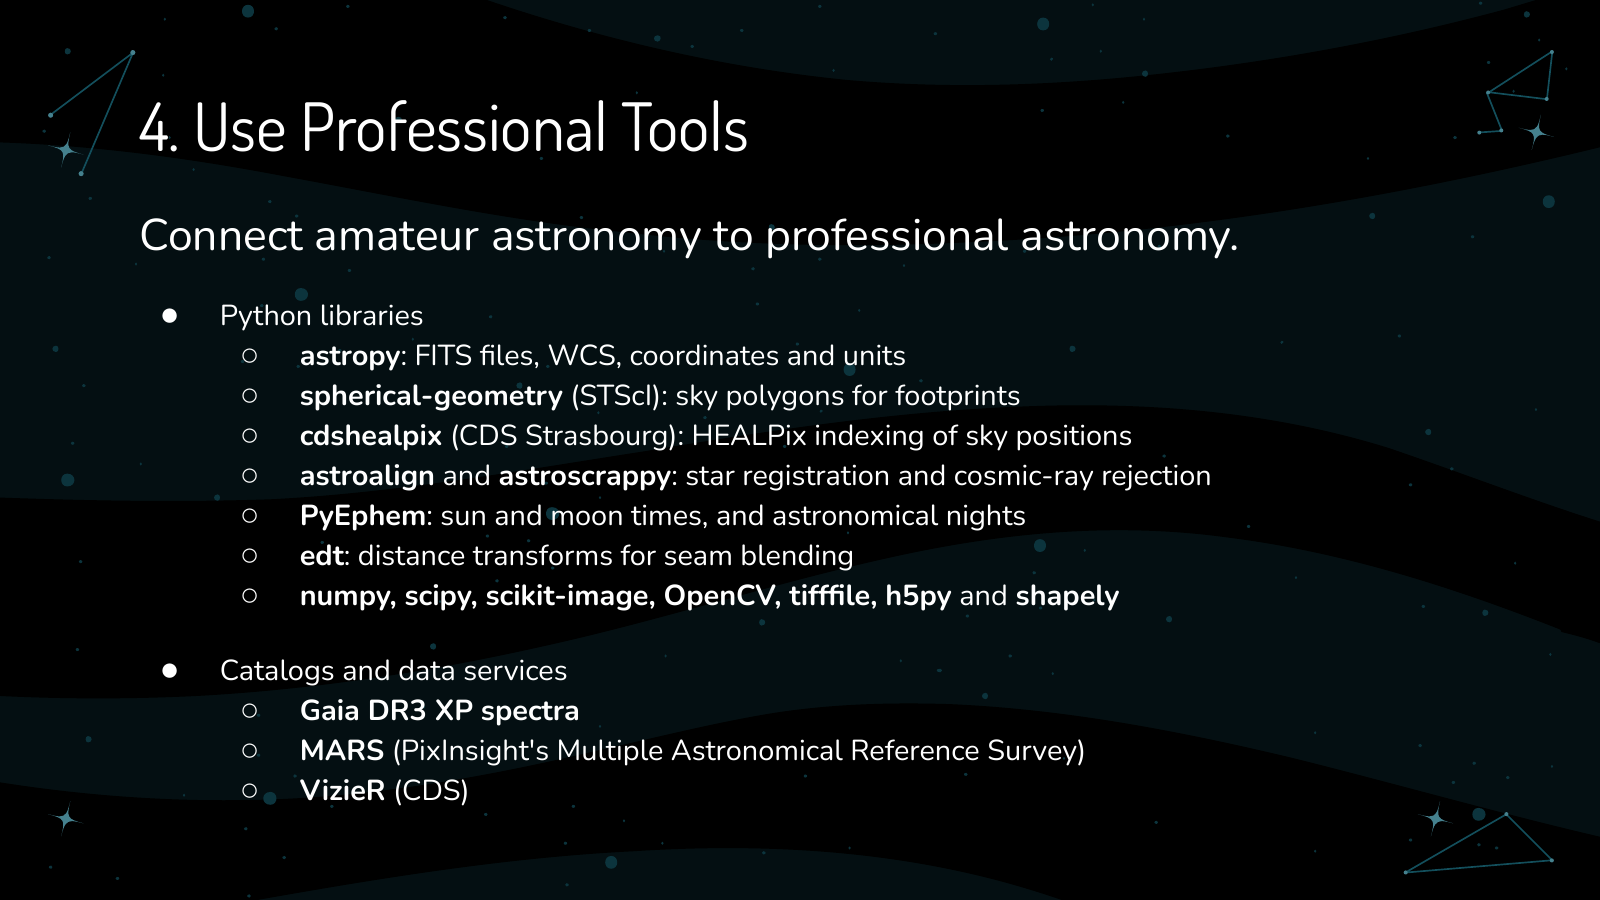 4. Use Professional Tools
Connect amateur astronomy to professional astronomy.
● Python libraries
○ astropy: FITS files, WCS, coordinates and units
○ spherical-geometry (STScI): sky polygons for footprints
○ cdshealpix (CDS Strasbourg): HEALPix indexing of sky positions
○ astroalign and astroscrappy: star registration and cosmic-ray rejection
○ PyEphem: sun and moon times, and astronomical nights
○ edt: distance transforms for seam blending
○ numpy, scipy, scikit-image, OpenCV, tifffile, h5py and shapely
● Catalogs and data services
○ Gaia DR3 XP spectra
○ MARS (PixInsight's Multiple Astronomical Reference Survey)
○ VizieR (CDS)